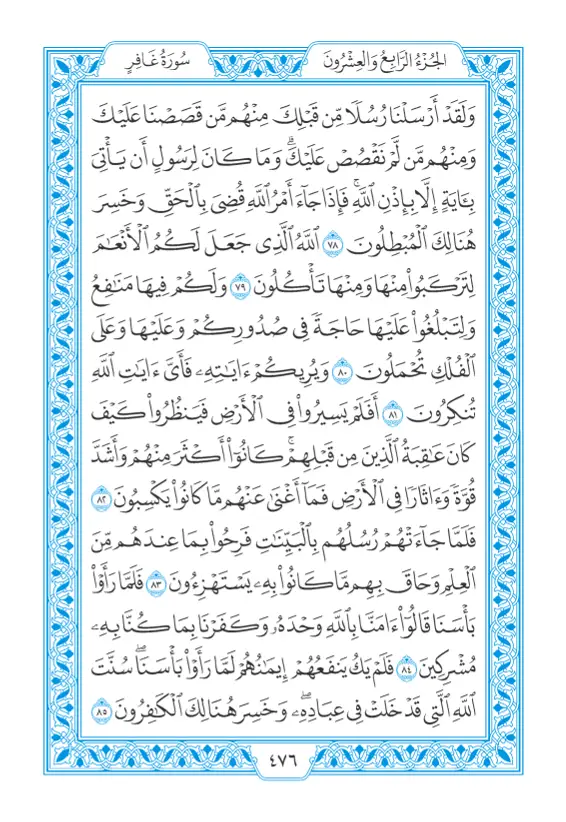 الجُزْءُ الرَّابِعُ وَالعِشْرُونَ
سُورَةُ غَافِرٍ
وَلَقَدْ أَرْسَلْنَا رُسُلًا مِّن قَبْلِكَ مِنْهُم مَّن قَصَصْنَا عَلَيْكَ
وَمِنْهُم مَّن لَّمْ نَقْصُصْ عَلَيْكَۗ وَمَا كَانَ لِرَسُولٍ أَن يَأْتِىَ
بِـَٔايَةٍ إِلَّا بِإِذْنِ ٱللَّهِۚ فَإِذَا جَآءَ أَمْرُ ٱللَّهِ قُضِىَ بِٱلْحَقِّ وَخَسِرَ
هُنَالِكَ ٱلْمُبْطِلُونَ ٧٨ ٱللَّهُ ٱلَّذِى جَعَلَ لَكُمُ ٱلْأَنْعَٰمَ
لِتَرْكَبُوا۟ مِنْهَا وَمِنْهَا تَأْكُلُونَ ٧٩ وَلَكُمْ فِيهَا مَنَٰفِعُ
وَلِتَبْلُغُوا۟ عَلَيْهَا حَاجَةً فِى صُدُورِكُمْ وَعَلَيْهَا وَعَلَى
ٱلْفُلْكِ تُحْمَلُونَ ٨٠ وَيُرِيكُمْ ءَايَٰتِهِۦ فَأَىَّ ءَايَٰتِ ٱللَّهِ
تُنكِرُونَ ٨١ أَفَلَمْ يَسِيرُوا۟ فِى ٱلْأَرْضِ فَيَنظُرُوا۟ كَيْفَ
كَانَ عَٰقِبَةُ ٱلَّذِينَ مِن قَبْلِهِمْۚ كَانُوٓا۟ أَكْثَرَ مِنْهُمْ وَأَشَدَّ
قُوَّةً وَءَاثَارًا فِى ٱلْأَرْضِ فَمَآ أَغْنَىٰ عَنْهُم مَّا كَانُوا۟ يَكْسِبُونَ ٨٢
فَلَمَّا جَآءَتْهُمْ رُسُلُهُم بِٱلْبَيِّنَٰتِ فَرِحُوا۟ بِمَا عِندَهُم مِّنَ
ٱلْعِلْمِ وَحَاقَ بِهِم مَّا كَانُوا۟ بِهِۦ يَسْتَهْزِءُونَ ٨٣ فَلَمَّا رَأَوْا۟
بَأْسَنَا قَالُوٓا۟ ءَامَنَّا بِٱللَّهِ وَحْدَهُۥ وَكَفَرْنَا بِمَا كُنَّا بِهِۦ
مُشْرِكِينَ ٨٤ فَلَمْ يَكُ يَنفَعُهُمْ إِيمَٰنُهُمْ لَمَّا رَأَوْا۟ بَأْسَنَاۖ سُنَّتَ
ٱللَّهِ ٱلَّتِى قَدْ خَلَتْ فِى عِبَادِهِۦۖ وَخَسِرَ هُنَالِكَ ٱلْكَٰفِرُونَ ٨٥
٤٧٦